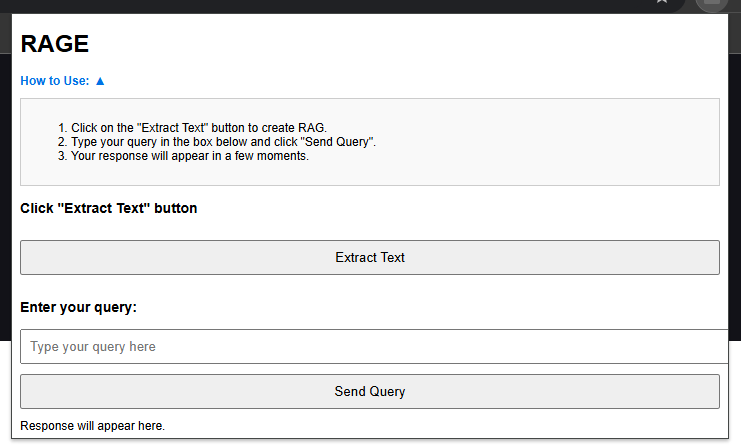 RAGE
How to Use: ▲
1. Click on the "Extract Text" button to create RAG.
2. Type your query in the box below and click "Send Query".
3. Your response will appear in a few moments.
Click "Extract Text" button
Extract Text
Enter your query:
Type your query here
Send Query
Response will appear here.